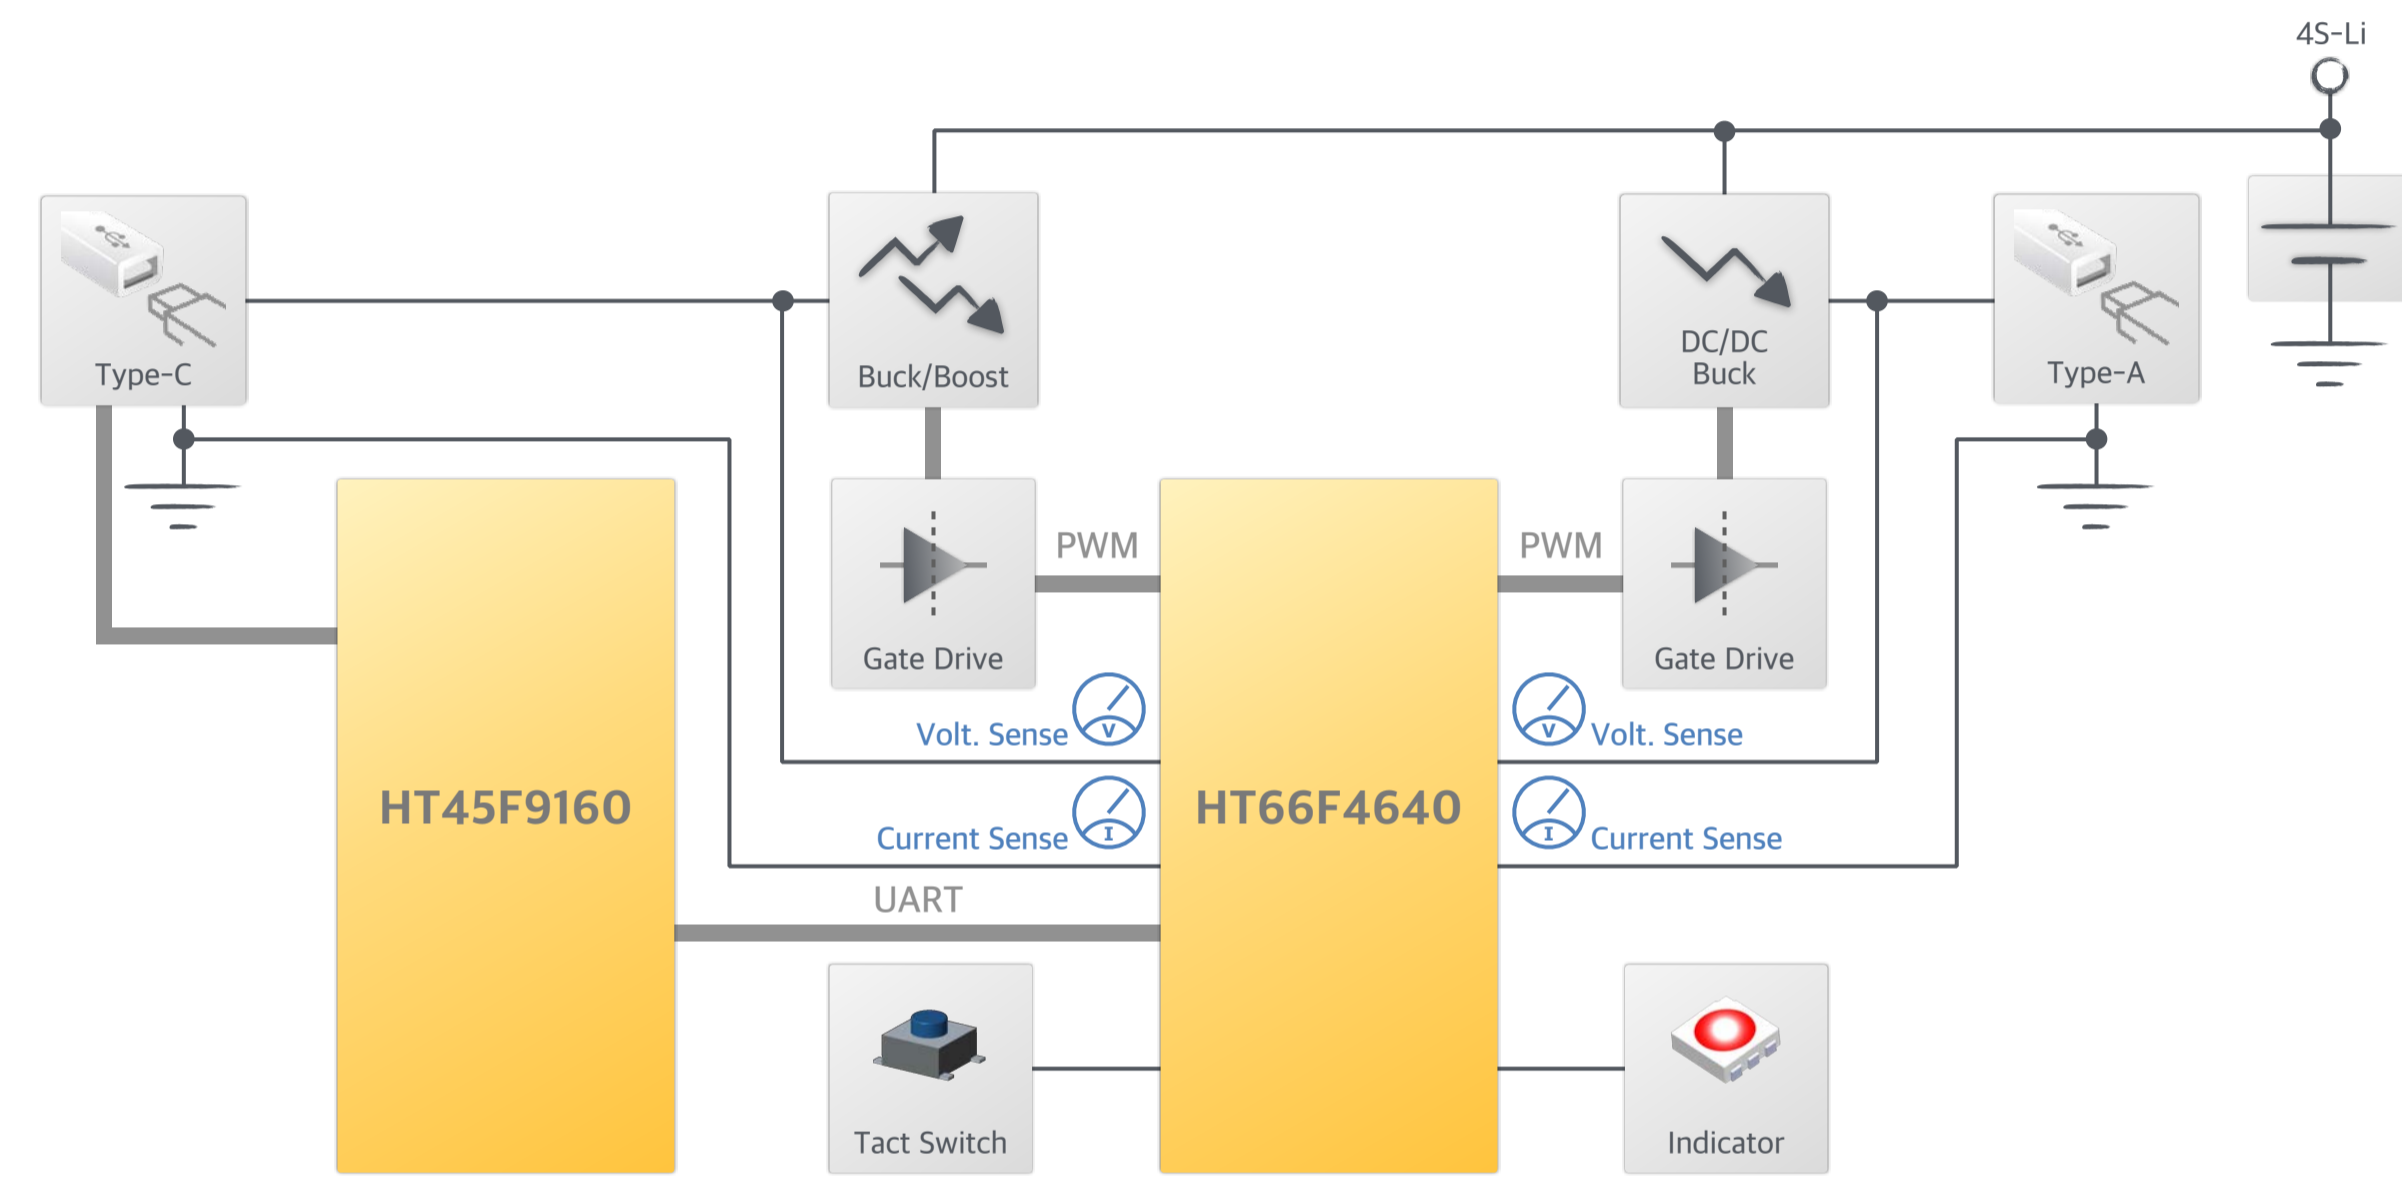 4S-Li
Type-C
Buck/Boost
DC/DC
Buck
Type-A
PWM
PWM
Gate Drive
Gate Drive
V
V
Volt. Sense
Volt. Sense
HT45F9160
HT66F4640
I
I
Current Sense
Current Sense
UART
Tact Switch
Indicator